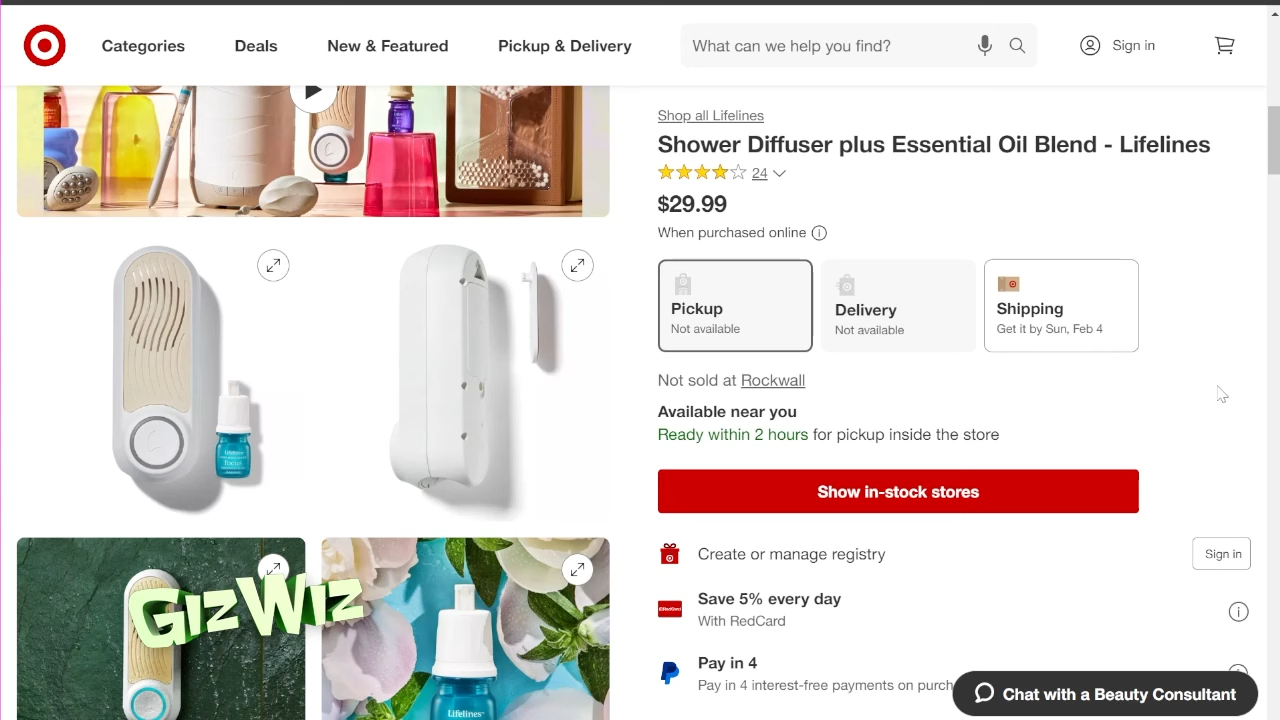 Categories
Deals
New & Featured
Pickup & Delivery
What can we help you find?
Sign in
Shop all Lifelines
Shower Diffuser plus Essential Oil Blend - Lifelines
24
$29.99
When purchased online
Pickup
Not available
Delivery
Not available
Shipping
Get it by Sun, Feb 4
Not sold at Rockwall
Available near you
Ready within 2 hours for pickup inside the store
Show in-stock stores
Create or manage registry
Sign in
Save 5% every day
With RedCard
Pay in 4
Pay in 4 interest-free payments on purch
Chat with a Beauty Consultant
focus
GIZWIZ
Lifelines